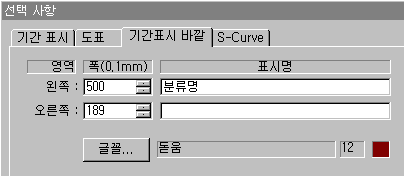 선택 사항
기간 표시 도표 기간표시 바깥 S-Curve
영역 폭(0.1mm) 표시명
왼쪽 : 500 분류명
오른쪽 : 189
글꼴... 돋움 12